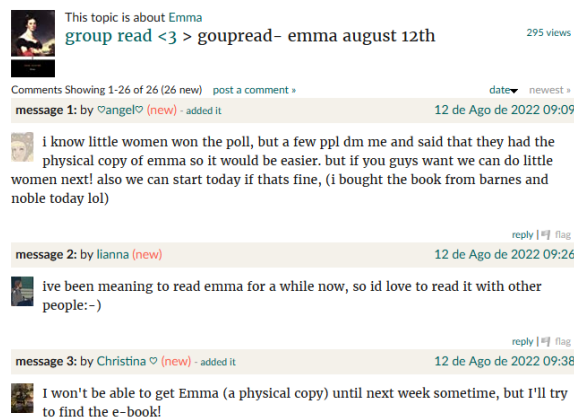 This topic is about Emma
group read <3 > goupread- emma august 12th
295 views
Comments Showing 1-26 of 26 (26 new) post a comment » date newest »
message 1: by ♡angel♡ (new) - added it 12 de Ago de 2022 09:09
i know little women won the poll, but a few ppl dm me and said that they had the
physical copy of emma so it would be easier. but if you guys want we can do little
women next! also we can start today if thats fine, (i bought the book from barnes and
noble today lol)
reply | flag
message 2: by lianna (new) 12 de Ago de 2022 09:26
ive been meaning to read emma for a while now, so id love to read it with other
people:-)
reply | flag
message 3: by Christina ♡ (new) - added it 12 de Ago de 2022 09:38
I won't be able to get Emma (a physical copy) until next week sometime, but I'll try
to find the e-book!